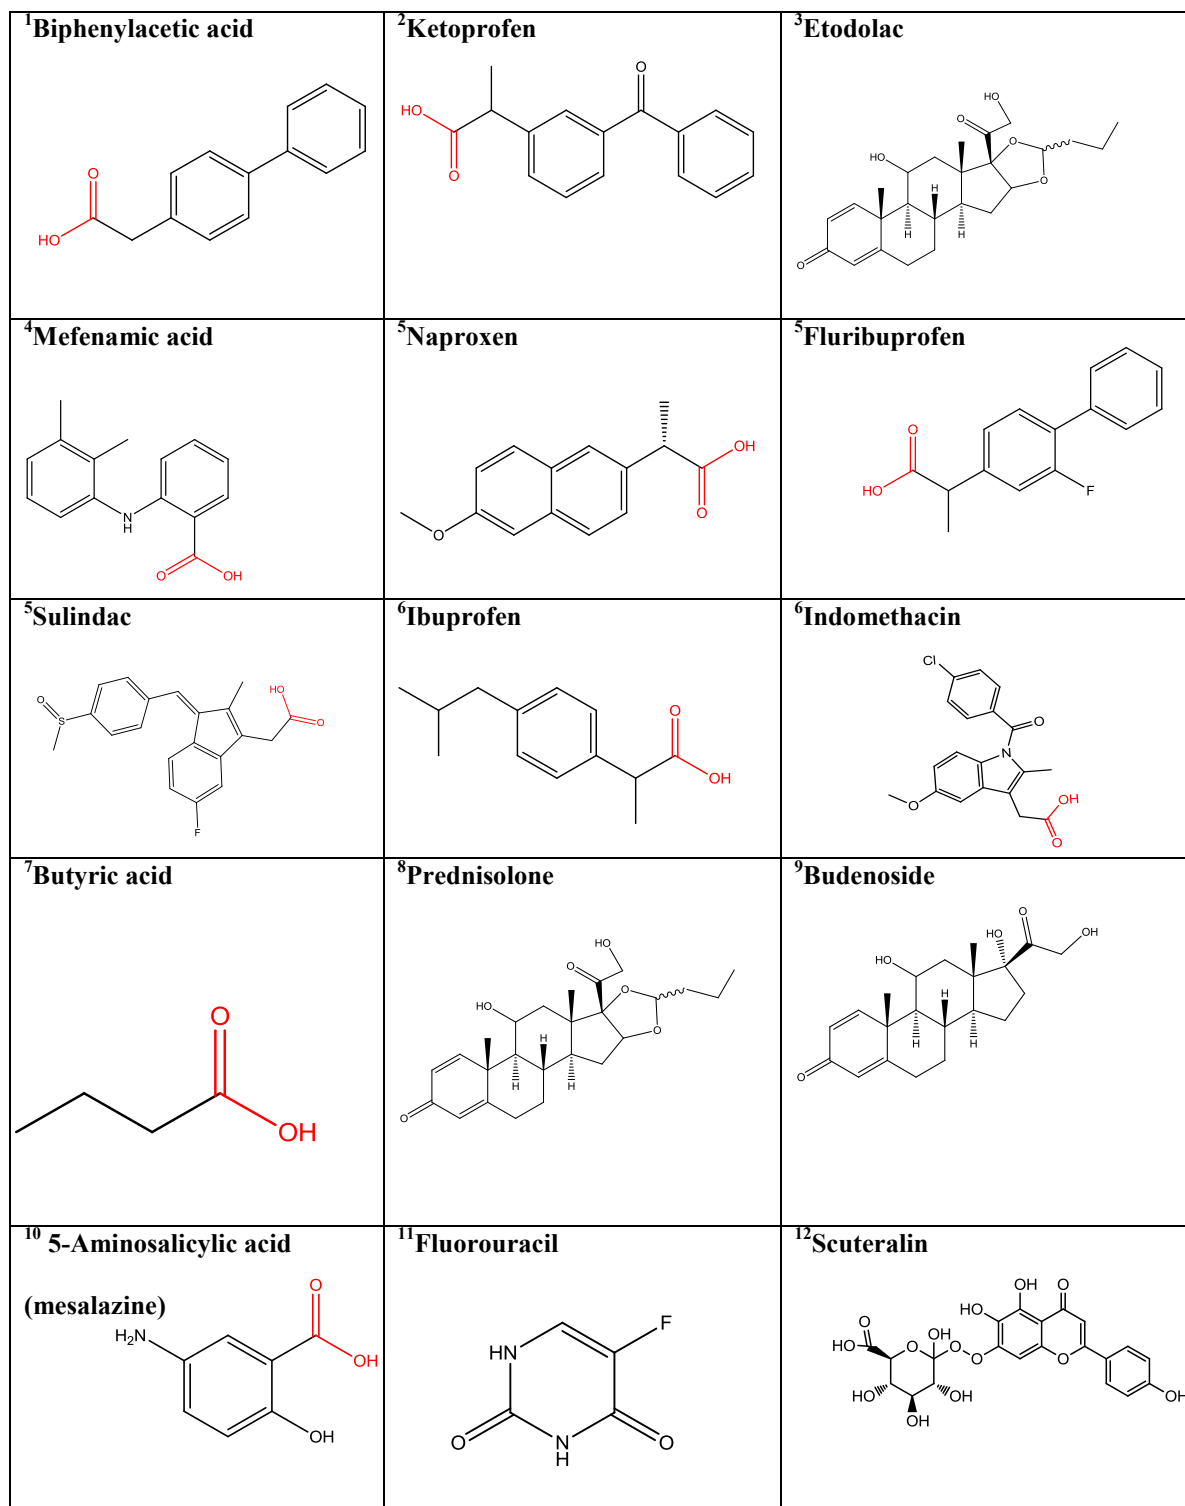 ¹Biphenylacetic acid
O
HO
²Ketoprofen
O
HO
O
³Etodolac
HO
O
O
HO
O
H
H
H
O
⁴Mefenamic acid
N
H
O
OH
⁵Naproxen
OH
O
O
⁵Fluribuprofen
O
HO
F
⁵Sulindac
O
S
HO
O
F
⁶Ibuprofen
O
OH
⁶Indomethacin
Cl
O
N
O
OH
O
⁷Butyric acid
O
OH
⁸Prednisolone
HO
O
O
HO
O
H
H
H
O
⁹Budenoside
O
HO
OH
HO
H
H
H
O
¹⁰ 5-Aminosalicylic acid
(mesalazine)
O
H₂N
OH
OH
¹¹Fluorouracil
F
HN
O
N
H
O
¹²Scuteralin
OH
O
HO
O
OH
O
HO
O
O
O
HO
OH
OH
OH